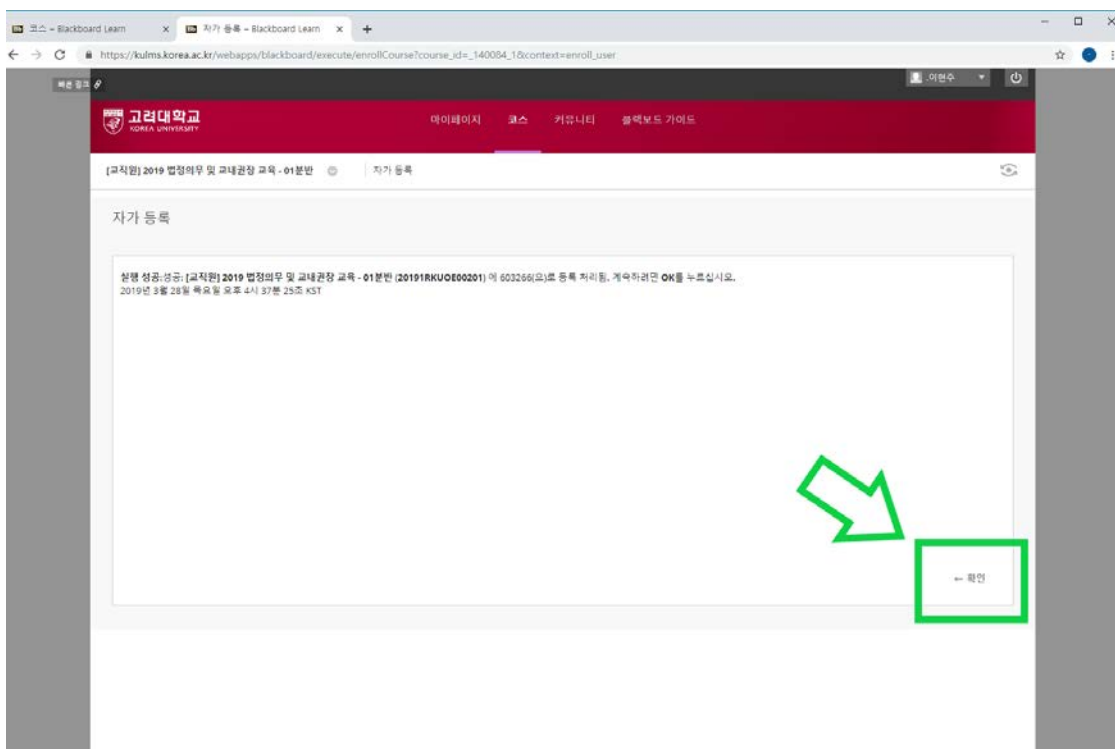 코스 – Blackboard Learn
자가 등록 – Blackboard Learn
https://kulms.korea.ac.kr/webapps/blackboard/execute/enrollCourse?course_id=_140084_1&context=enroll_user
빠른 링크
.이현수
고려대학교
KOREA UNIVERSITY
마이페이지 코스 커뮤니티 블랙보드 가이드
[교직원] 2019 법정의무 및 교내권장 교육 - 01분반 자가 등록
자가 등록
실행 성공:성공: [교직원] 2019 법정의무 및 교내권장 교육 - 01분반 (20191RKUOE00201) 에 603266(으)로 등록 처리됨. 계속하려면 OK를 누르십시오.
2019년 3월 28일 목요일 오후 4시 37분 25초 KST
← 확인